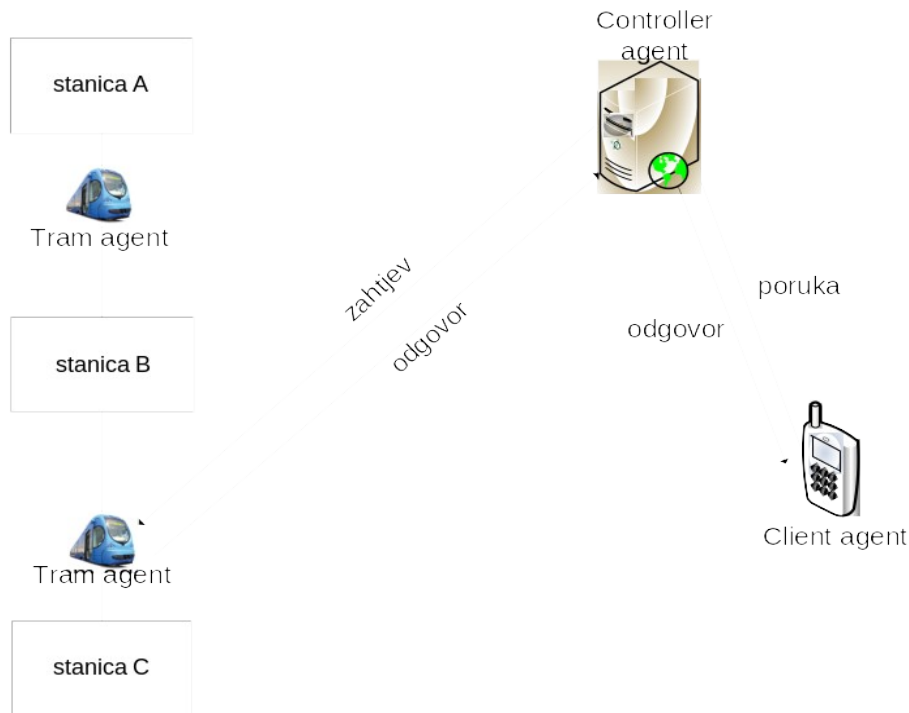 Controller
agent
stanica A
Tram agent
zahtjev
odgovor
poruka
odgovor
stanica B
Client agent
Tram agent
stanica C